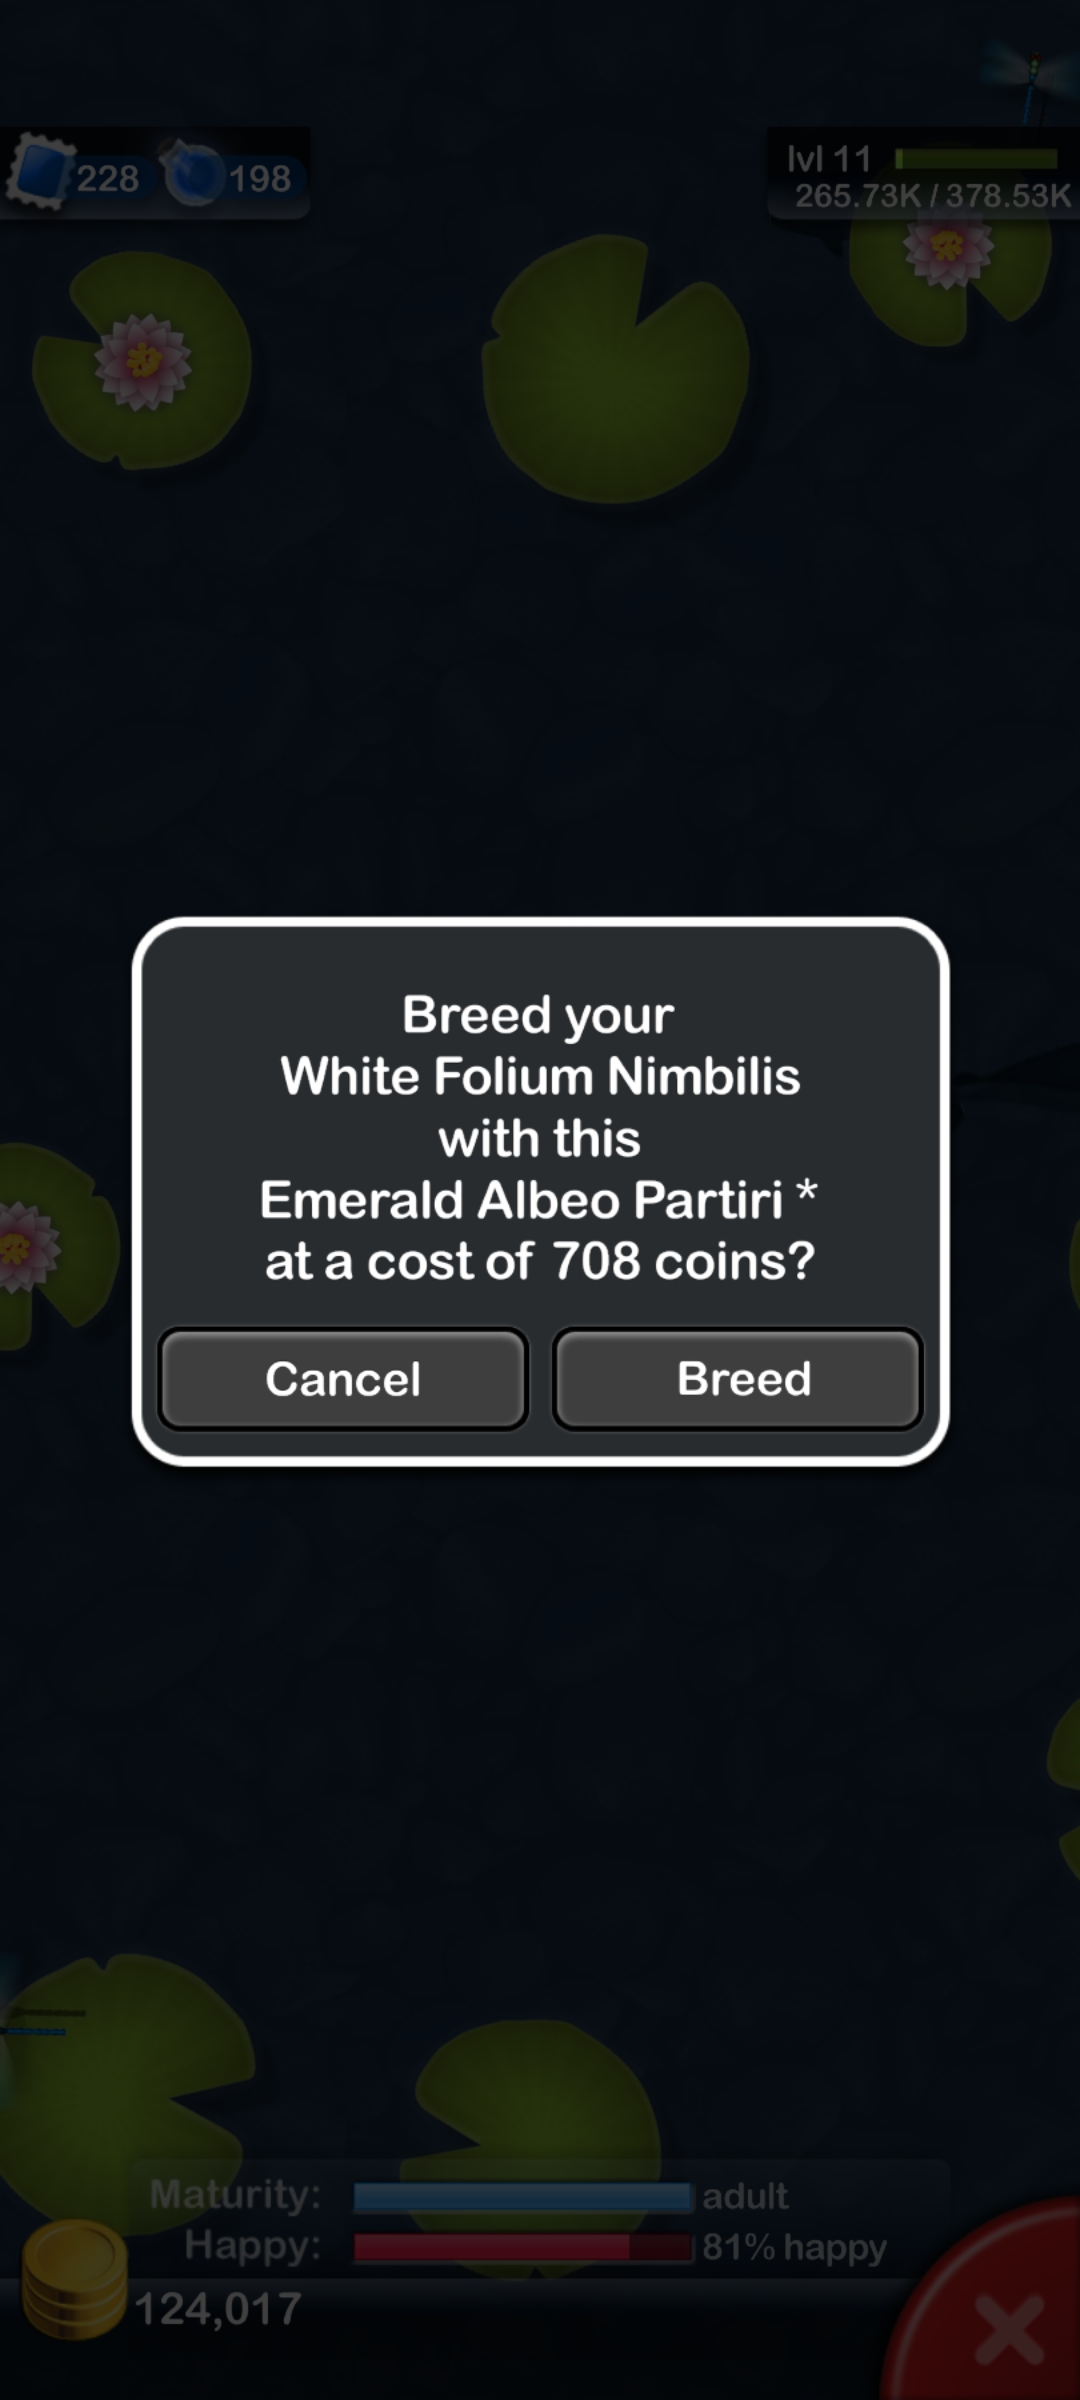 228 198
lvl 11
265.73K / 378.53K
Breed your
White Folium Nimbilis
with this
Emerald Albeo Partiri *
at a cost of 708 coins?
Cancel Breed
Maturity: adult
Happy: 81% happy
124,017